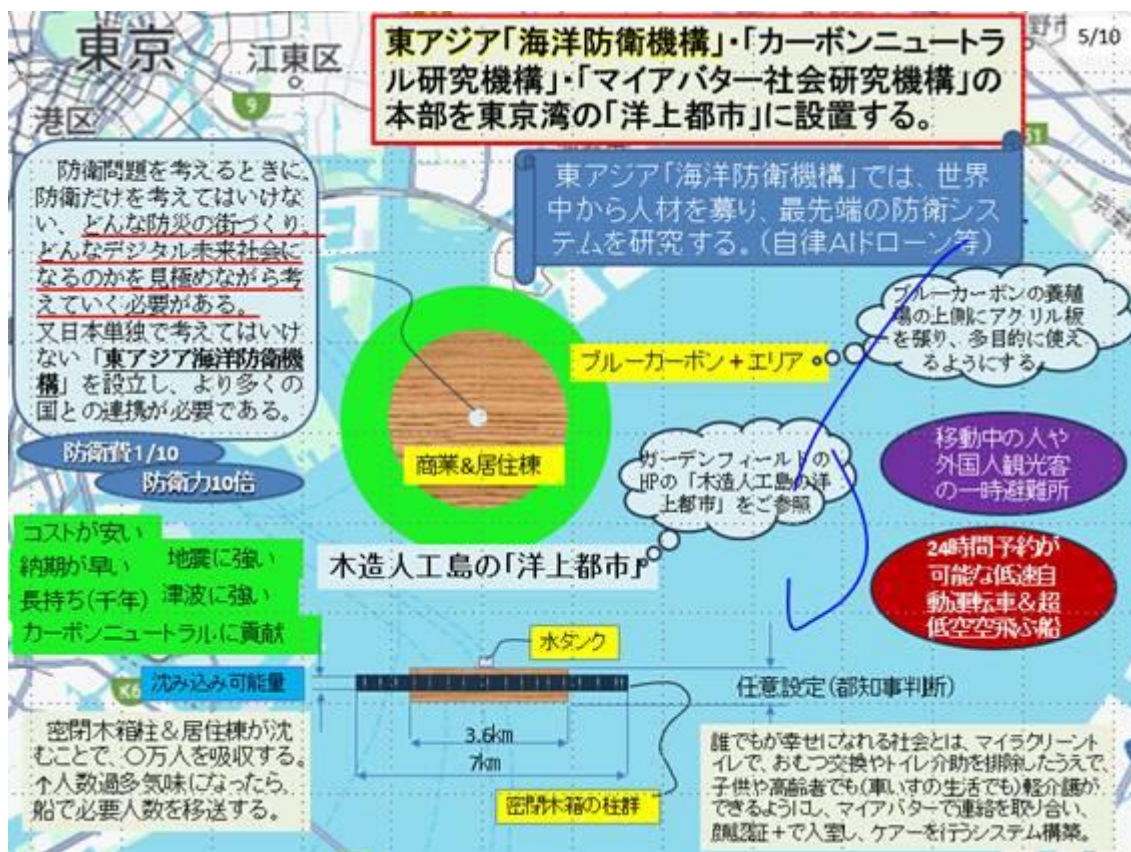 東京
江東区
港区
9
野市
5/10
51
東アジア「海洋防衛機構」・「カーボンニュートラ
ル研究機構」・「マイアバター社会研究機構」の
本部を東京湾の「洋上都市」に設置する。
防衛問題を考えるときに、
防衛だけを考えてはいけな
い、どんな防災の街づくり、
どんなデジタル未来社会に
なるのかを見極めながら考
えていく必要がある。
又日本単独で考えてはいけ
ない「東アジア海洋防衛機
構」を設立し、より多くの
国との連携が必要である。
東アジア「海洋防衛機構」では、世界
中から人材を募り、最先端の防衛シス
テムを研究する。（自律AIドローン等）
ブルーカーボンの養殖
場の上側にアクリル板
を張り、多目的に使え
るようにする
ブルーカーボン+エリア
防衛費1/10
防衛力10倍
商業&居住棟
ガーデンフィールドの
HPの「木造人工島の洋
上都市」をご参照
移動中の人や
外国人観光客
の一時避難所
コストが安い
納期が早い
地震に強い
長持ち(千年)
津波に強い
カーボンニュートラルに貢献
木造人工島の「洋上都市」
24時間予約が
可能な低速自
動運転車&超
低空空飛ぶ船
水タンク
K6
沈み込み可能量
任意設定(都知事判断)
3.6km
7km
密閉木箱の柱群
密閉木箱柱&居住棟が沈
むことで、○万人を吸収する。
↑人数過多気味になったら、
船で必要人数を移送する。
誰でもが幸せになれる社会とは、マイラクリーント
イレで、おむつ交換やトイレ介助を排除したうえで、
子供や高齢者でも(車いすの生活でも)軽介護が
できるようにし、マイアバターで連絡を取り合い、
顔認証+で入室し、ケアーを行うシステム構築。